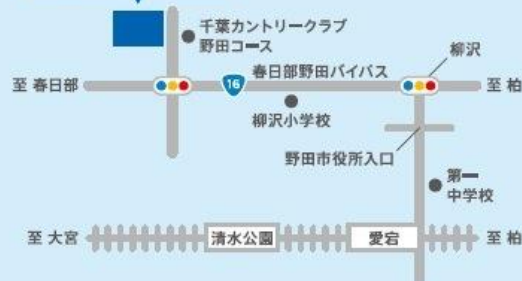 千葉カントリークラブ
野田コース
柳沢
至 春日部
16
春日部野田バイパス
至 柏
柳沢小学校
野田市役所入口
第一
中学校
至 大宮
清水公園
愛宕
至 柏